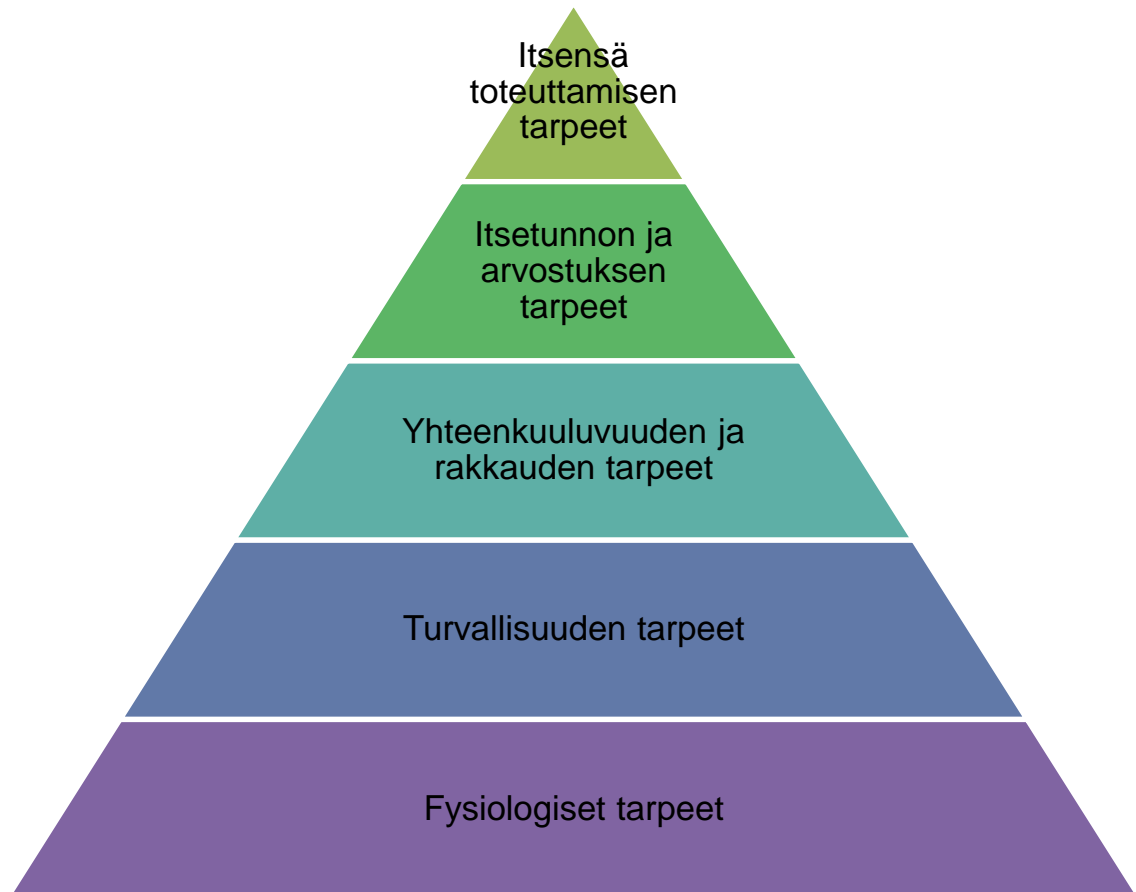 Itsensä
toteuttamisen
tarpeet
Itsetunnon ja
arvostuksen
tarpeet
Yhteenkuuluvuuden ja
rakkauden tarpeet
Turvallisuuden tarpeet
Fysiologiset tarpeet